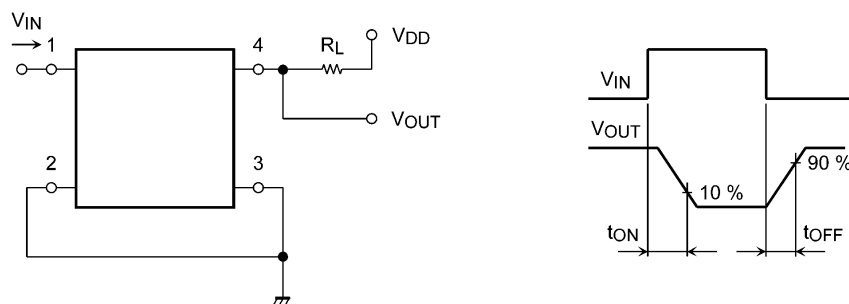 VIN
1
4
RL
VDD
VOUT
2
3
VIN
VOUT
10 %
90 %
tON
tOFF